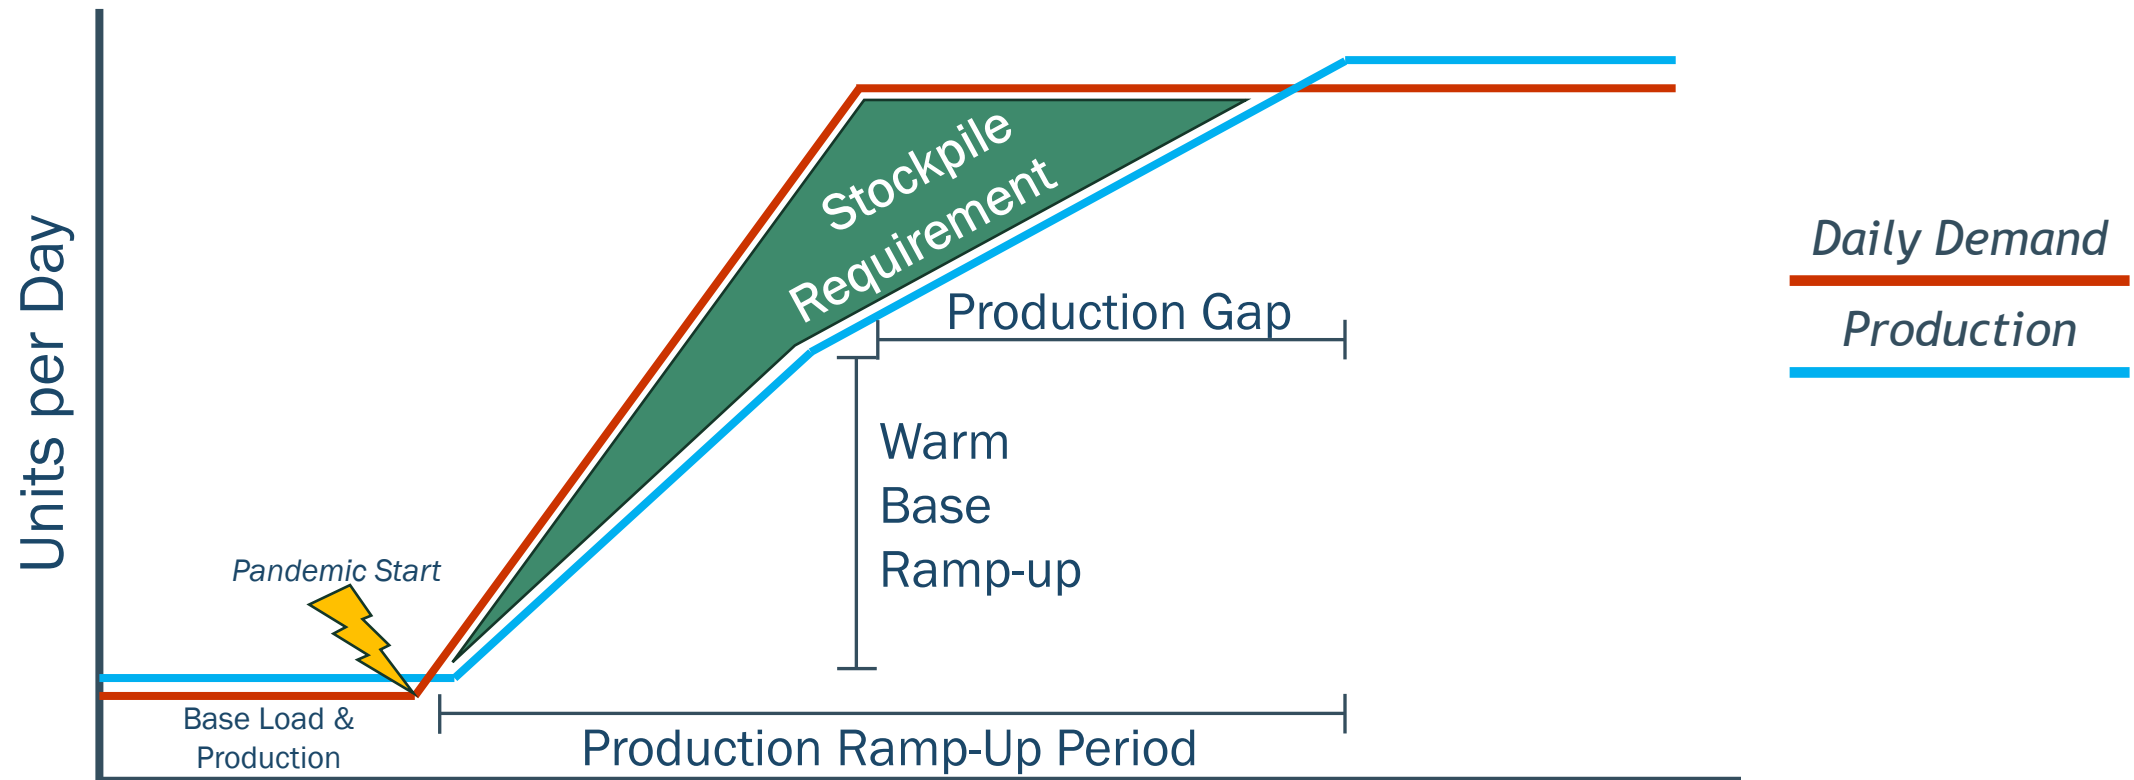 Units per Day
Stockpile
Requirement
Production Gap
Daily Demand
Production
Warm
Base
Ramp-up
Pandemic Start
Base Load &
Production
Production Ramp-Up Period